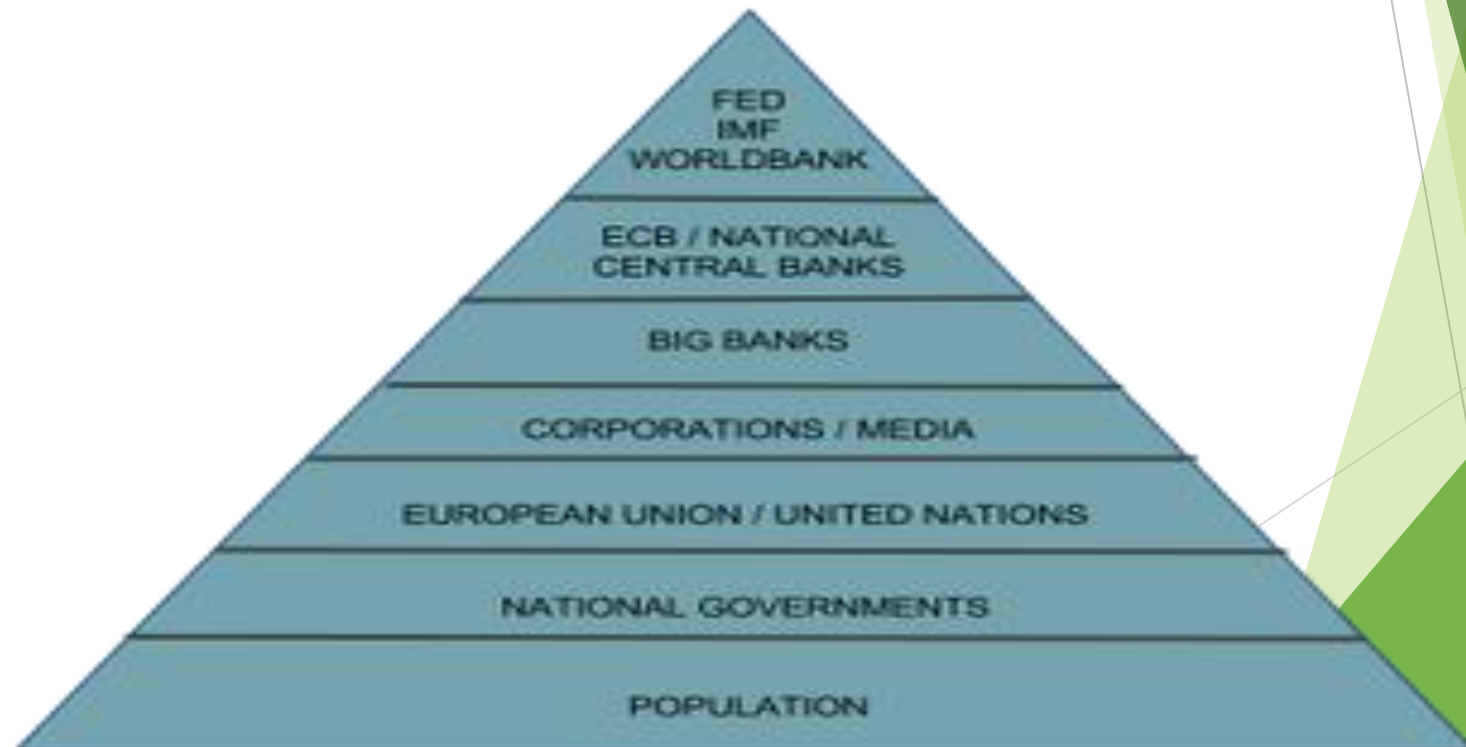 FED
IMF
WORLDBANK
ECB / NATIONAL
CENTRAL BANKS
BIG BANKS
CORPORATIONS / MEDIA
EUROPEAN UNION / UNITED NATIONS
NATIONAL GOVERNMENTS
POPULATION